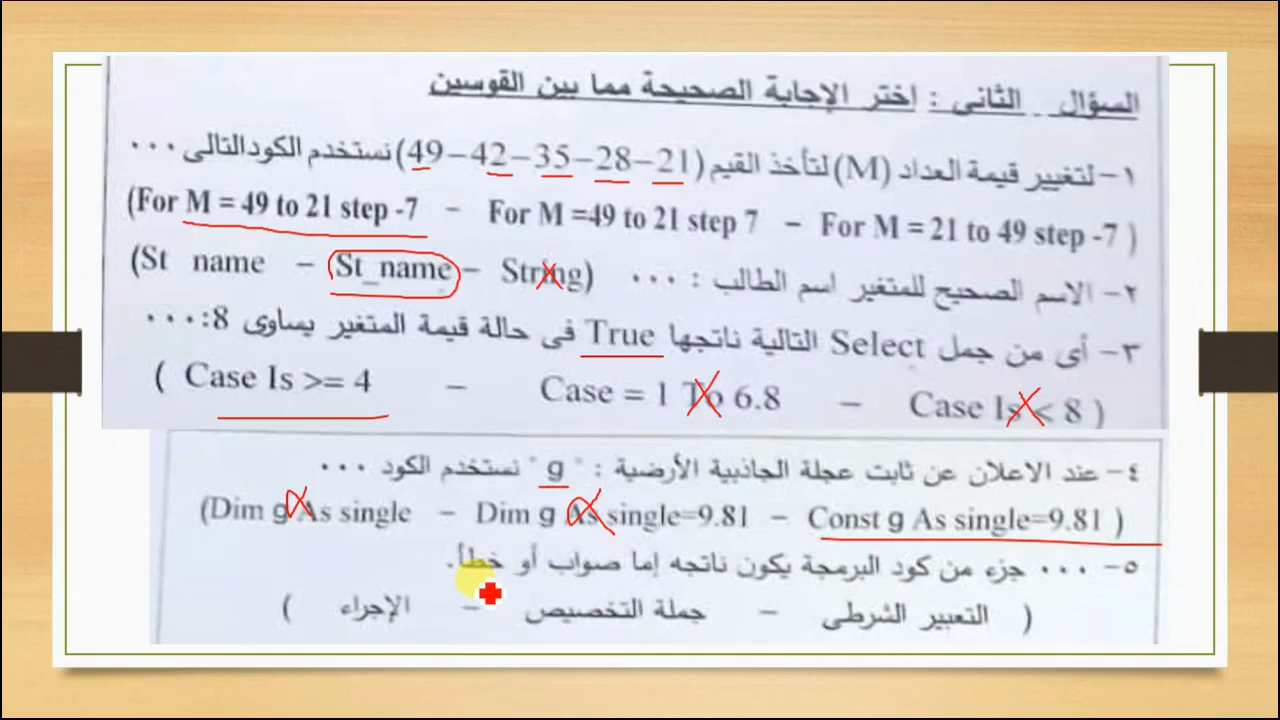 السؤال الثانى : إختر الإجابة الصحيحة مما بين القوسين
١- لتغيير قيمة العداد (M) لتأخذ القيم (21-28-35-42-49) نستخدم الكود التالى ...
(For M = 49 to 21 step -7 - For M =49 to 21 step 7 - For M = 21 to 49 step -7 )
٢- الاسم الصحيح للمتغير اسم الطالب : ... (St name - St_name - String)
٣- أى من جمل Select التالية ناتجها True فى حالة قيمة المتغير يساوى 8: ...
( Case Is >= 4 - Case = 1 To 6.8 - Case Is < 8 )
٤- عند الاعلان عن ثابت عجلة الجاذبية الأرضية : " g " نستخدم الكود ...
(Dim g As single - Dim g As single=9.81 - Const g As single=9.81 )
٥- ... جزء من كود البرمجة يكون ناتجه إما صواب أو خطأ.
( التعبير الشرطى - جملة التخصيص - الإجراء )